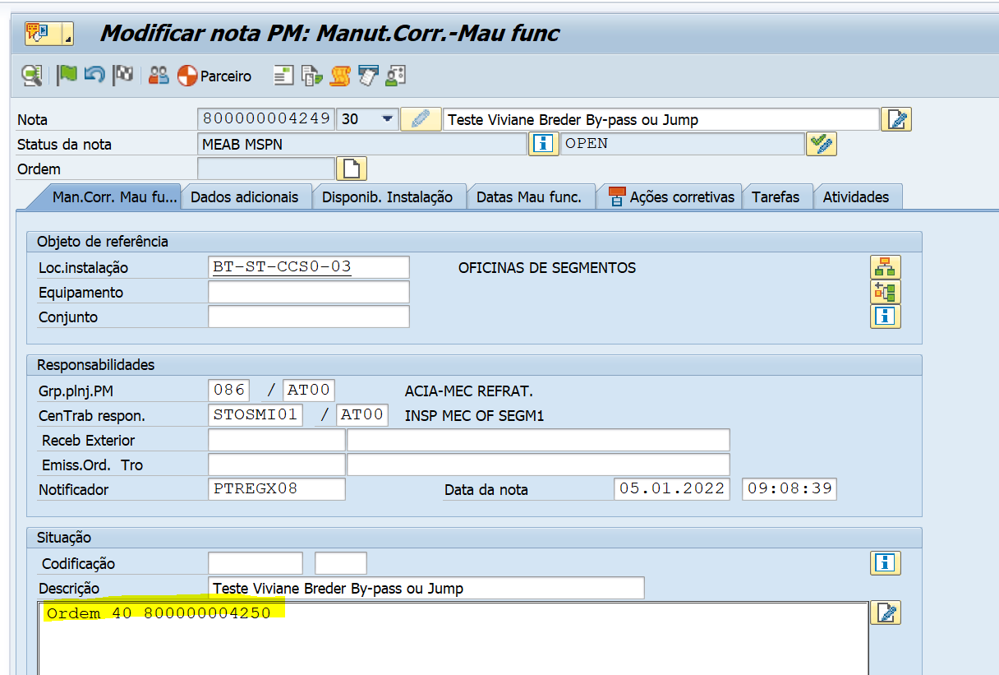 Modificar nota PM: Manut.Corr.-Mau func
Parceiro
Nota 800000004249 30 Teste Viviane Breder By-pass ou Jump
Status da nota MEAB MSPN OPEN
Ordem
Man.Corr. Mau fu... Dados adicionais Disponib. Instalação Datas Mau func. Ações corretivas Tarefas Atividades
Objeto de referência
Loc.instalação BT-ST-CCS0-03 OFICINAS DE SEGMENTOS
Equipamento
Conjunto
Responsabilidades
Grp.plnj.PM 086 / AT00 ACIA-MEC REFRAT.
CenTrab respon. STOSMI01 / AT00 INSP MEC OF SEGM1
Receb Exterior
Emiss.Ord. Tro
Notificador PTREGX08 Data da nota 05.01.2022 09:08:39
Situação
Codificação
Descrição Teste Viviane Breder By-pass ou Jump
Ordem 40 800000004250